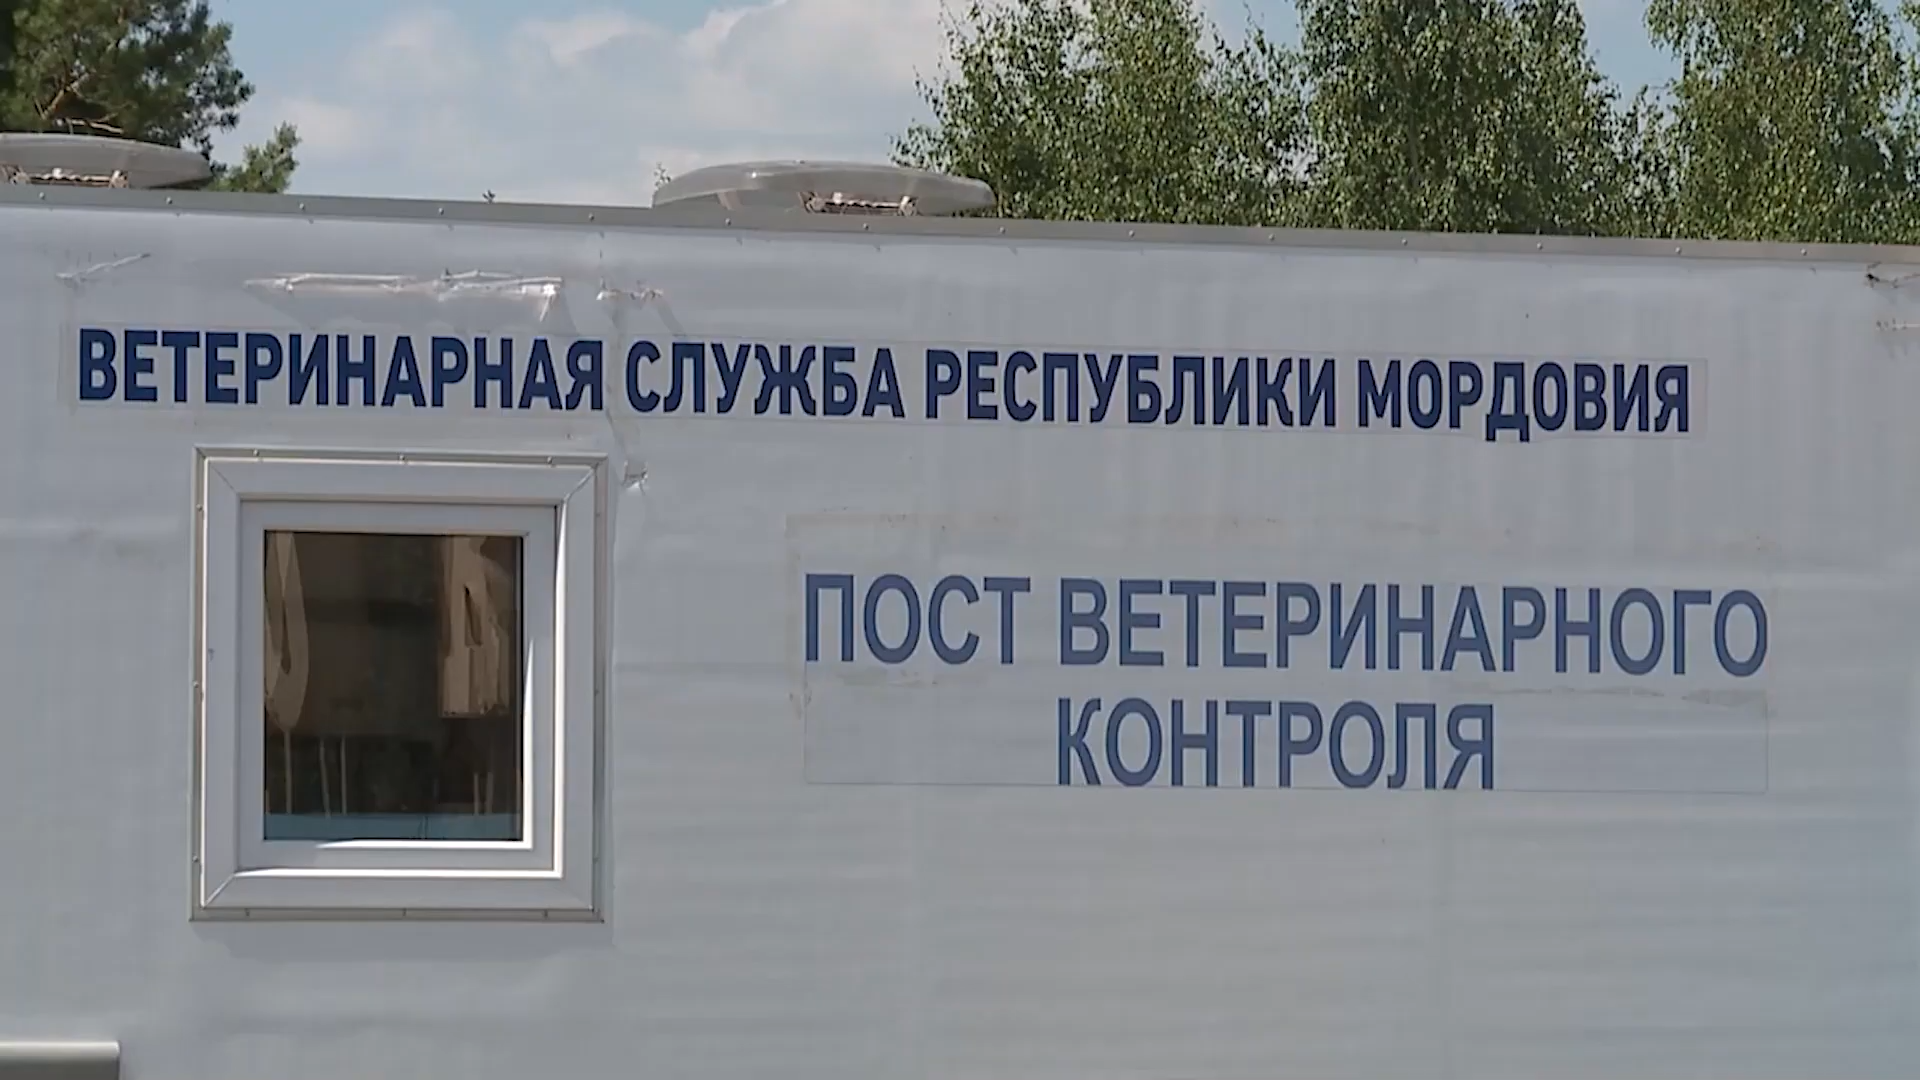 ВЕТЕРИНАРНАЯ СЛУЖБА РЕСПУБЛИКИ МОРДОВИЯ
ПОСТ ВЕТЕРИНАРНОГО
КОНТРОЛЯ